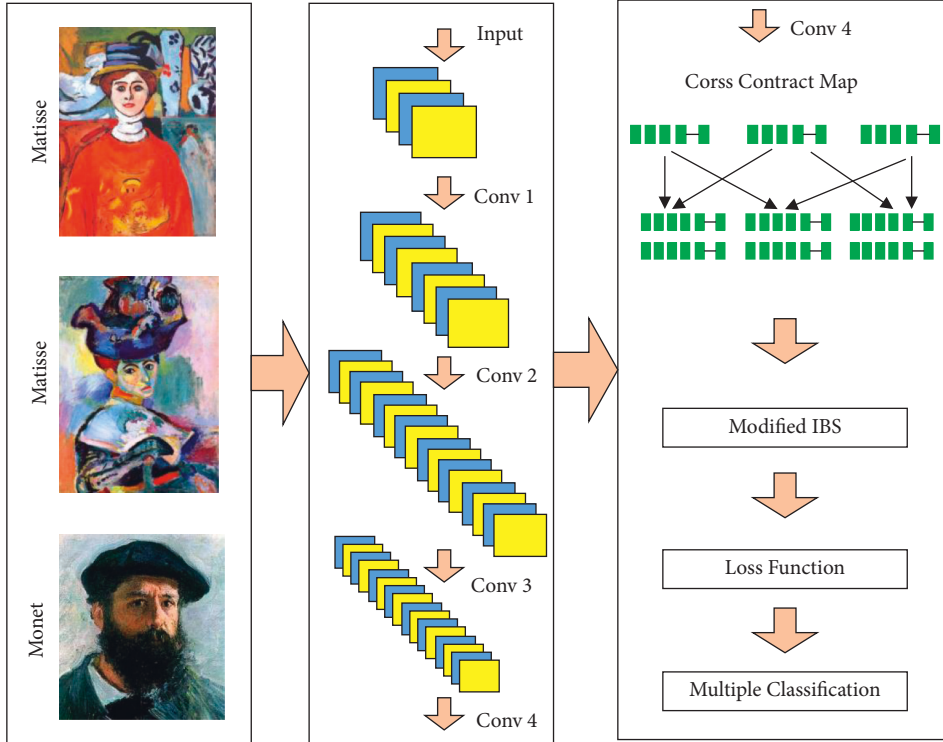 Matisse
Matisse
Monet
Input
Conv 1
Conv 2
Conv 3
Conv 4
Conv 4
Corss Contract Map
Modified IBS
Loss Function
Multiple Classification